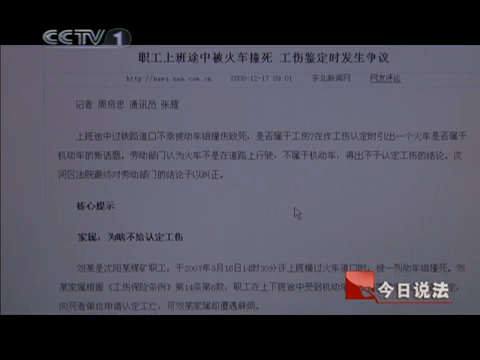 CCTV 1
职工上班途中被火车撞死 工伤鉴定时发生争议
2008-12-17 09:01 东北新闻网 网友评论
记者 周贤忠 通讯员 张耀
上班途中过铁路道口不幸被动车组撞伤致死，是否属于工伤?在作工伤认定时引出一个火车是否属于
机动车的新话题。劳动部门认为火车不是在道路上行驶，不属于机动车，得出不予认定工伤的结论。沈
河区法院最终对劳动部门的结论予以纠正。
核心提示
家属：为啥不给认定工伤
刘某是沈阳某煤矿职工，于2007年3月16日14时30分许上班横过火车道口时，被一列动车组撞死。刘
某家属根据《工伤保险条例》第14条第6款，职工在上下班途中受到机动车
向死者单位申请认定工亡，可刘某家属却遭遇麻烦。
今日说法